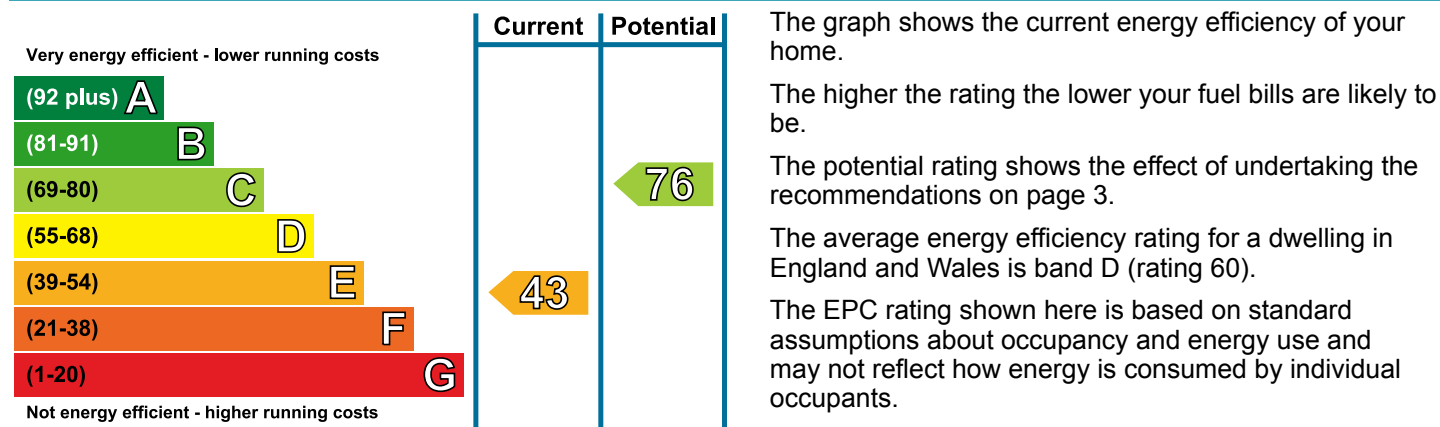 Current Potential
Very energy efficient - lower running costs
(92 plus) A
(81-91) B
(69-80) C
76
(55-68) D
(39-54) E
43
(21-38) F
(1-20) G
Not energy efficient - higher running costs
The graph shows the current energy efficiency of your
home.
The higher the rating the lower your fuel bills are likely to
be.
The potential rating shows the effect of undertaking the
recommendations on page 3.
The average energy efficiency rating for a dwelling in
England and Wales is band D (rating 60).
The EPC rating shown here is based on standard
assumptions about occupancy and energy use and
may not reflect how energy is consumed by individual
occupants.